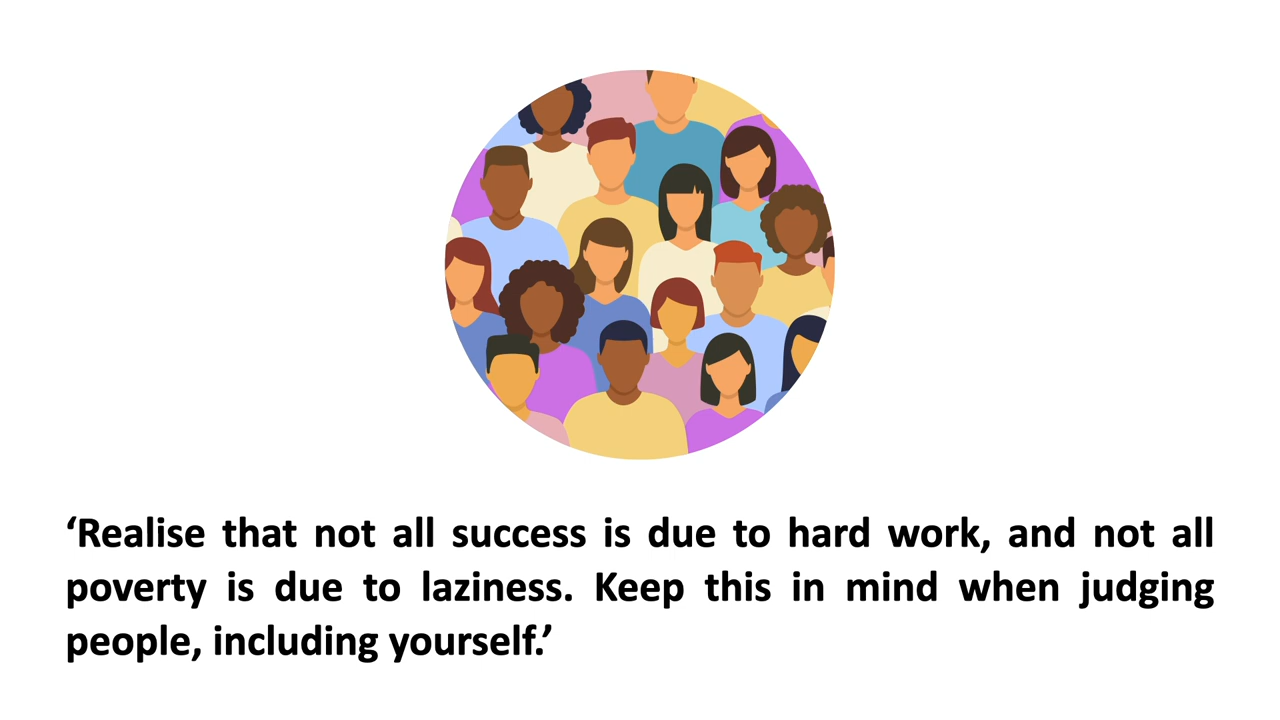 ‘Realise that not all success is due to hard work, and not all
poverty is due to laziness. Keep this in mind when judging
people, including yourself.’